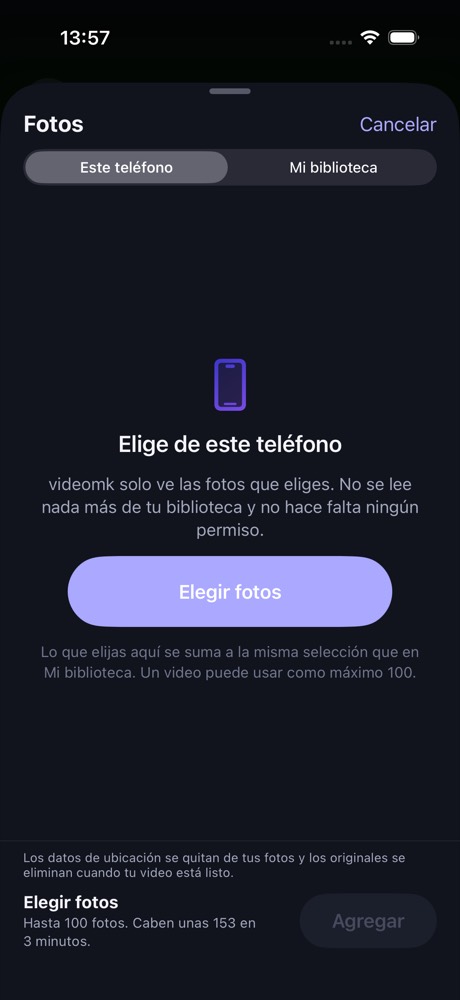 13:57
Fotos
Cancelar
Este teléfono
Mi biblioteca
Elige de este teléfono
videomk solo ve las fotos que eliges. No se lee
nada más de tu biblioteca y no hace falta ningún
permiso.
Elegir fotos
Lo que elijas aquí se suma a la misma selección que en
Mi biblioteca. Un video puede usar como máximo 100.
Los datos de ubicación se quitan de tus fotos y los originales se
eliminan cuando tu video está listo.
Elegir fotos
Hasta 100 fotos. Caben unas 153 en
3 minutos.
Agregar